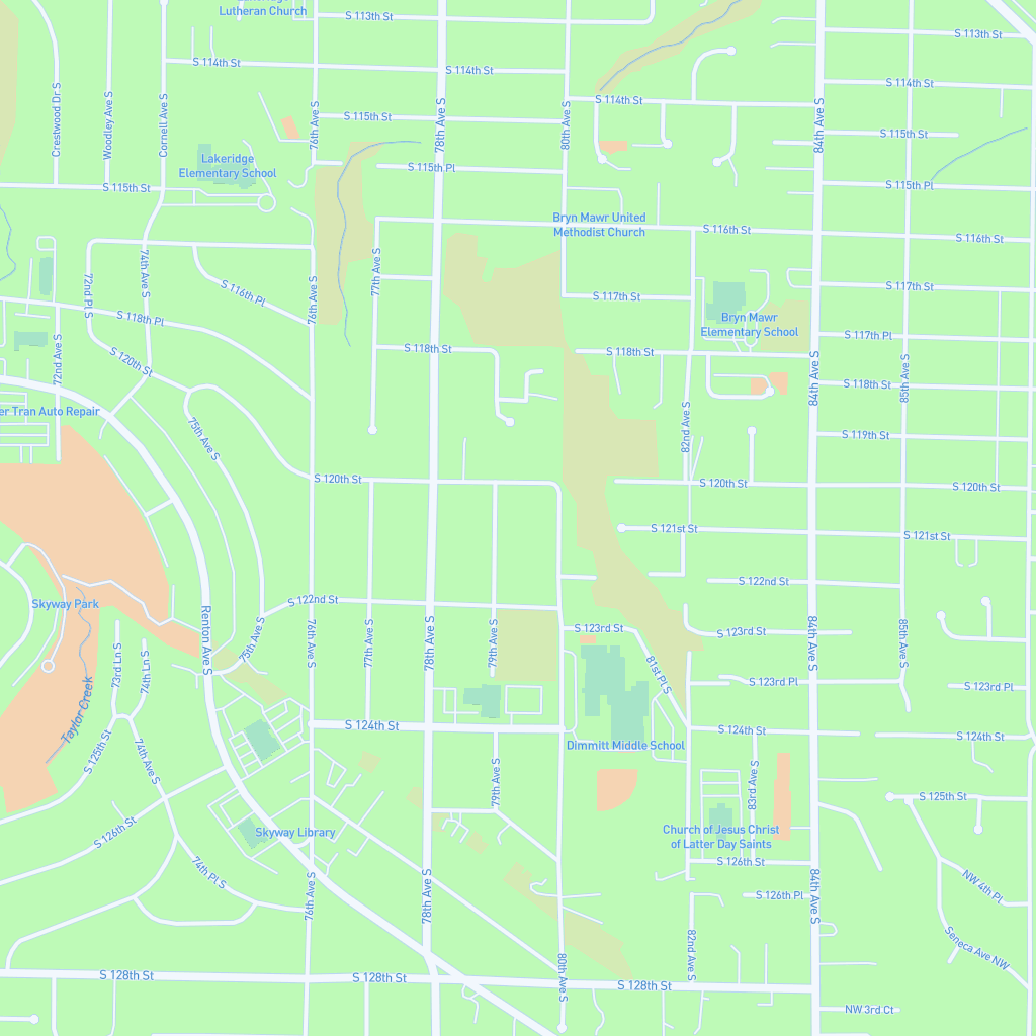 Lutheran Church
S 113th St
S 113th St
S 114th St
S 114th St
S 114th St
S 114th St
Crestwood Dr S
Woodley Ave S
Cornell Ave S
76th Ave S
78th Ave S
80th Ave S
84th Ave S
S 115th St
S 115th St
Lakeridge
Elementary School
S 115th Pl
S 115th Pl
S 115th St
Bryn Mawr United
Methodist Church
S 116th St
S 116th St
72nd Pl S
74th Ave S
S 116th Pl
76th Ave S
77th Ave S
S 117th St
S 117th St
S 118th Pl
Bryn Mawr
Elementary School
S 117th Pl
72nd Ave S
S 120th St
S 118th St
S 118th St
84th Ave S
85th Ave S
S 118th St
er Tran Auto Repair
75th Ave S
82nd Ave S
S 119th St
S 120th St
S 120th St
S 120th St
S 121st St
S 121st St
S 122nd St
Skyway Park
Renton Ave S
S 122nd St
75th Ave S
76th Ave S
77th Ave S
78th Ave S
79th Ave S
S 123rd St
S 123rd St
84th Ave S
85th Ave S
73rd Ln S
74th Ln S
81st Pl S
S 123rd Pl
S 123rd Pl
Taylor Creek
S 124th St
S 124th St
S 124th St
S 125th St
74th Ave S
Dimmitt Middle School
79th Ave S
83rd Ave S
S 125th St
S 126th St
Skyway Library
Church of Jesus Christ
of Latter Day Saints
S 126th St
74th Pl S
76th Ave S
78th Ave S
84th Ave S
S 126th Pl
NW 4th Pl
82nd Ave S
Seneca Ave NW
S 128th St
S 128th St
80th Ave S
S 128th St
NW 3rd Ct